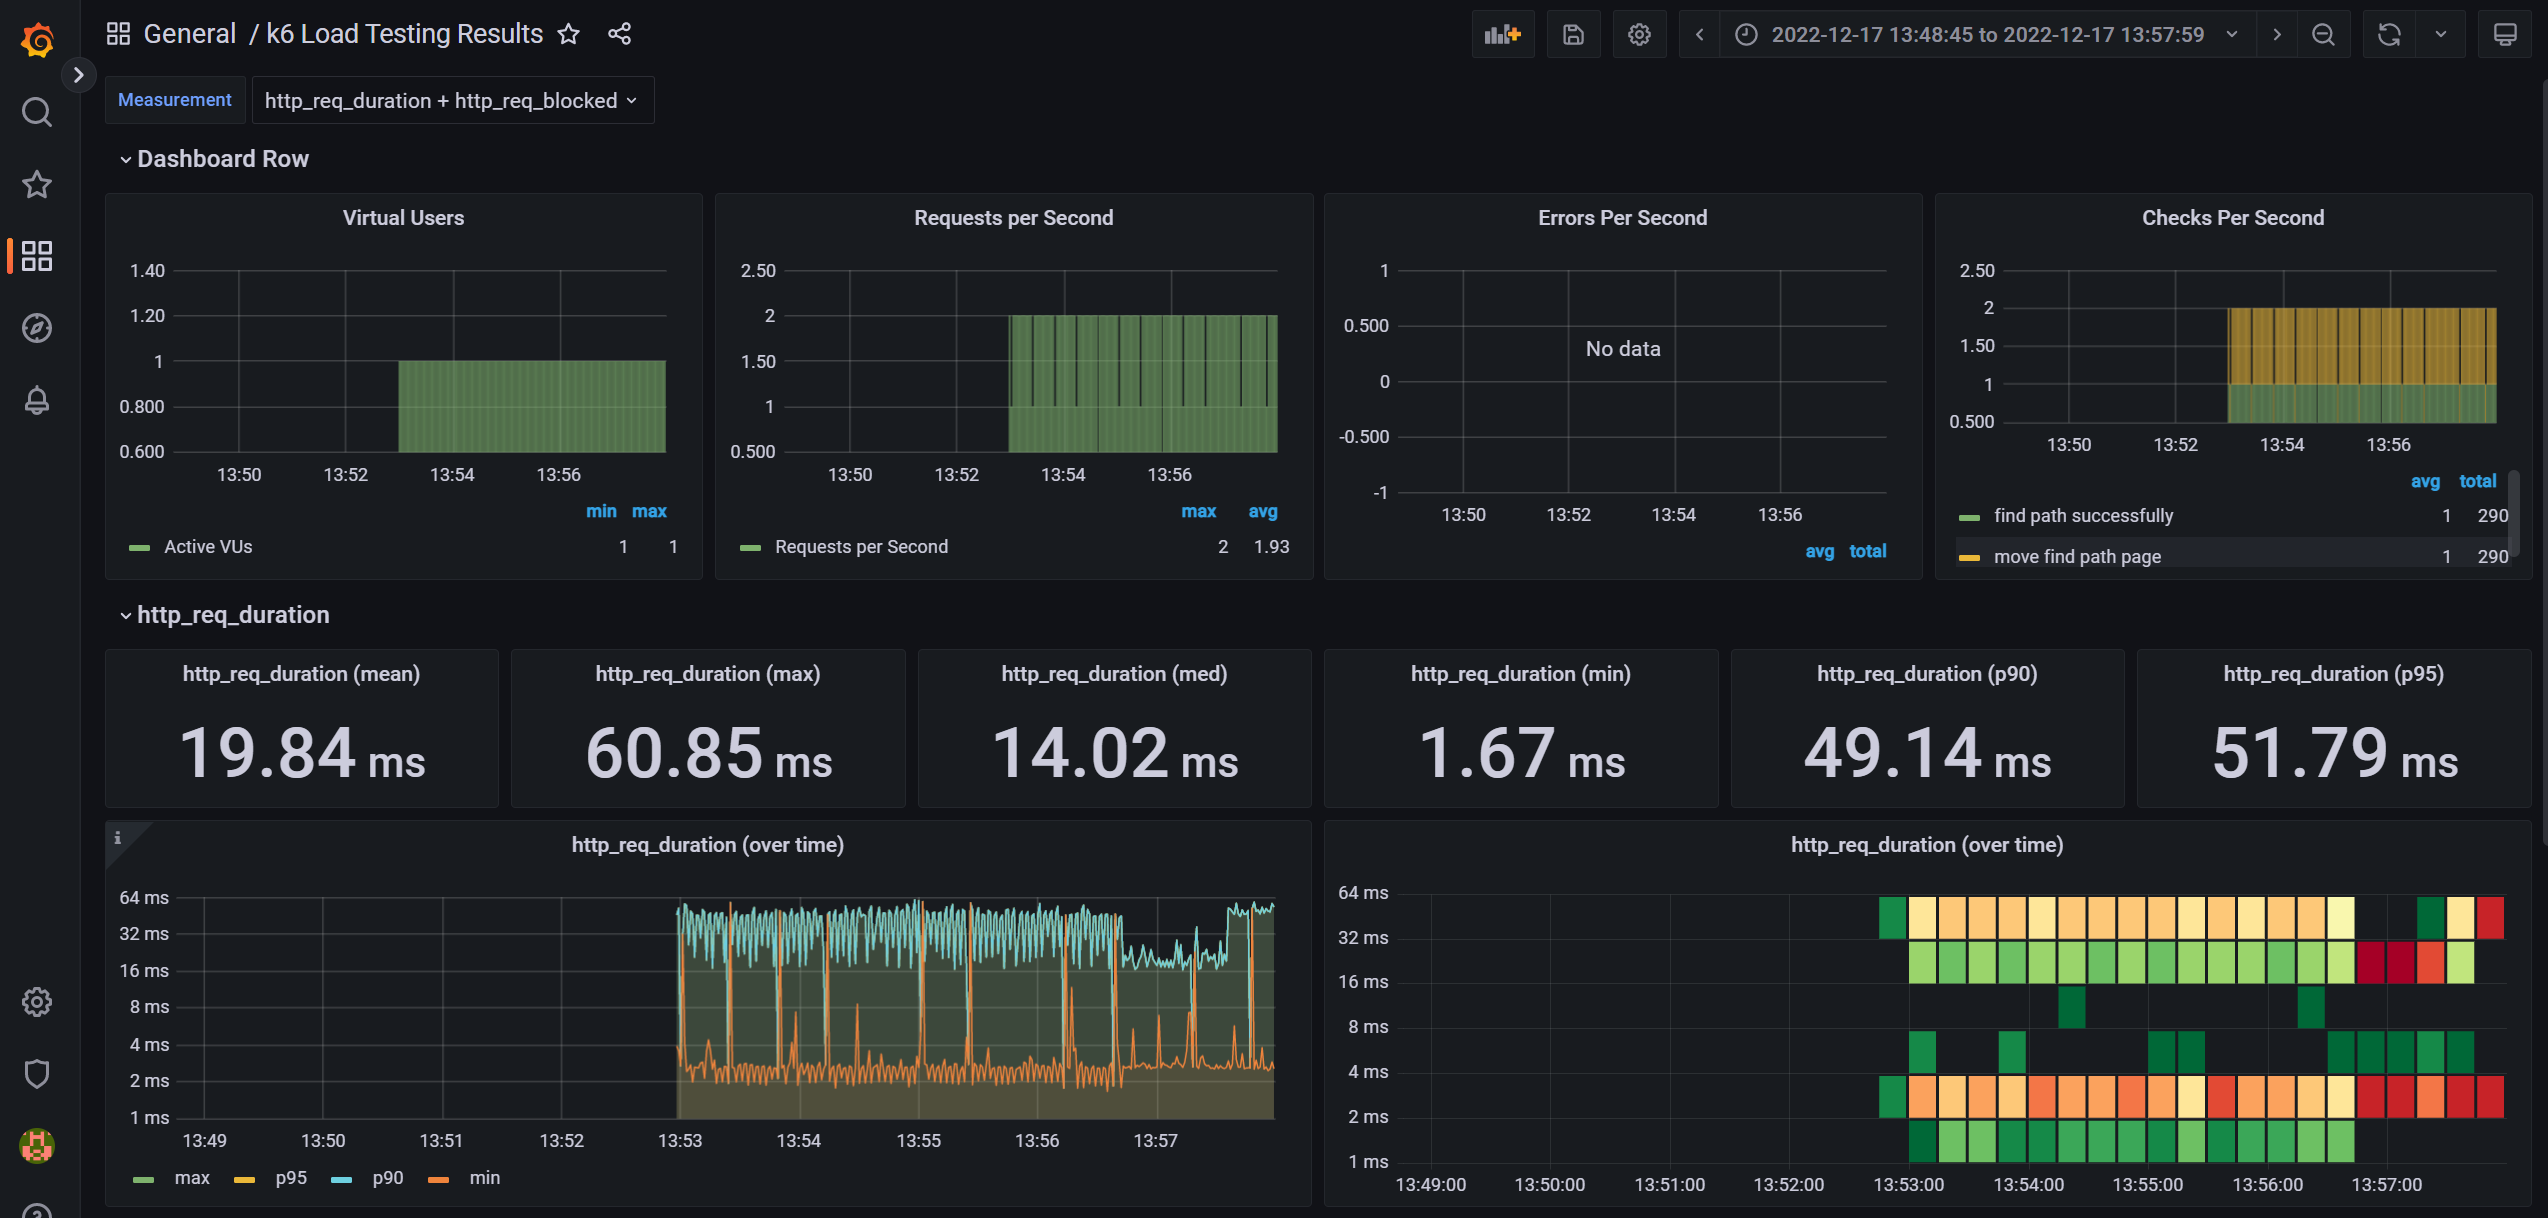 General / k6 Load Testing Results
2022-12-17 13:48:45 to 2022-12-17 13:57:59
Measurement http_req_duration + http_req_blocked
Dashboard Row
Virtual Users
1.40
1.20
1
0.800
0.600
13:50 13:52 13:54 13:56
min max
Active VUs 1 1
Requests per Second
2.50
2
1.50
1
0.500
13:50 13:52 13:54 13:56
max avg
Requests per Second 2 1.93
Errors Per Second
1
0.500
No data
0
-0.500
-1
13:50 13:52 13:54 13:56
avg total
Checks Per Second
2.50
2
1.50
1
0.500
13:50 13:52 13:54 13:56
avg total
find path successfully 1 290
move find path page 1 290
http_req_duration
http_req_duration (mean)
19.84 ms
http_req_duration (max)
60.85 ms
http_req_duration (med)
14.02 ms
http_req_duration (min)
1.67 ms
http_req_duration (p90)
49.14 ms
http_req_duration (p95)
51.79 ms
i
http_req_duration (over time)
64 ms
32 ms
16 ms
8 ms
4 ms
2 ms
1 ms
13:49 13:50 13:51 13:52 13:53 13:54 13:55 13:56 13:57
max p95 p90 min
http_req_duration (over time)
64 ms
32 ms
16 ms
8 ms
4 ms
2 ms
1 ms
13:49:00 13:50:00 13:51:00 13:52:00 13:53:00 13:54:00 13:55:00 13:56:00 13:57:00